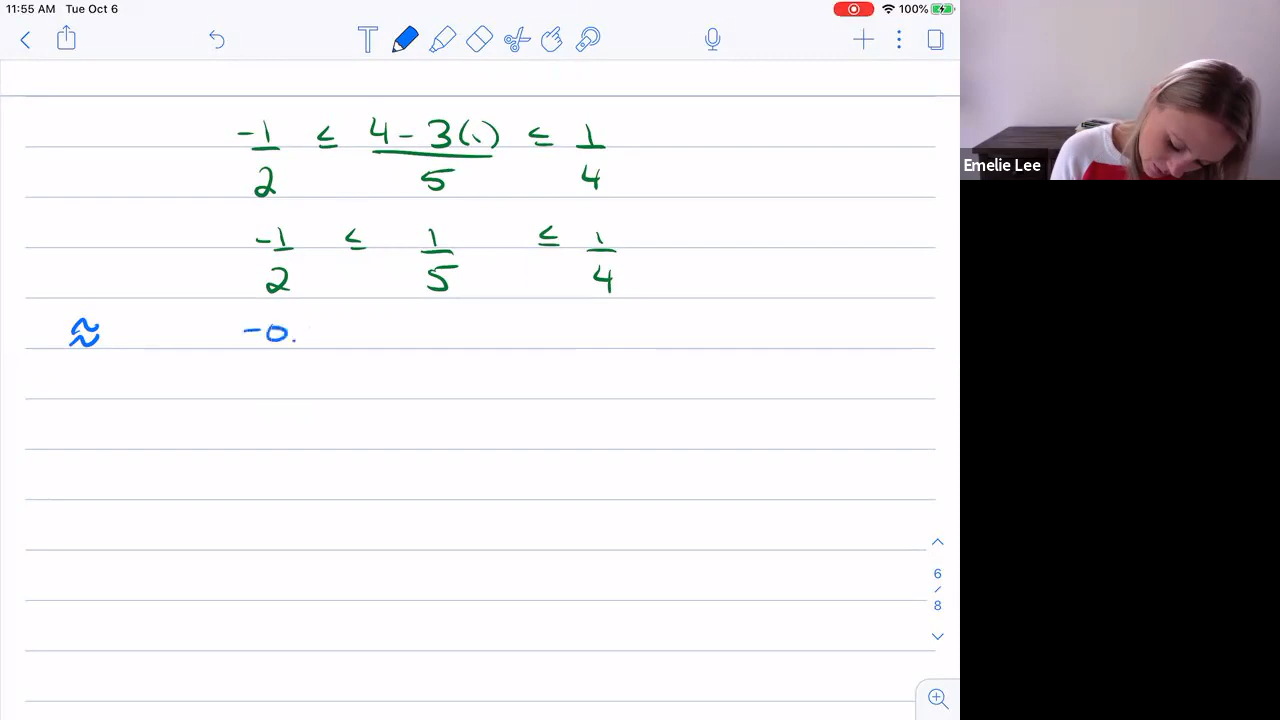 11:55 AM Tue Oct 6
100%
T
-1/2 ≤ 4-3(1)/5 ≤ 1/4
-1/2 ≤ 1/5 ≤ 1/4
≈ -0.
6/8
Emelie Lee